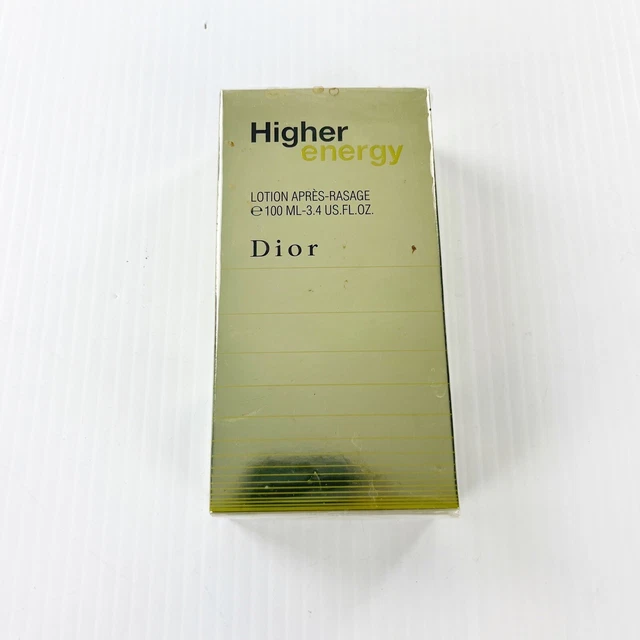 Higher
energy
LOTION APRÈS-RASAGE
℮ 100 ML-3.4 US.FL.OZ.
Dior